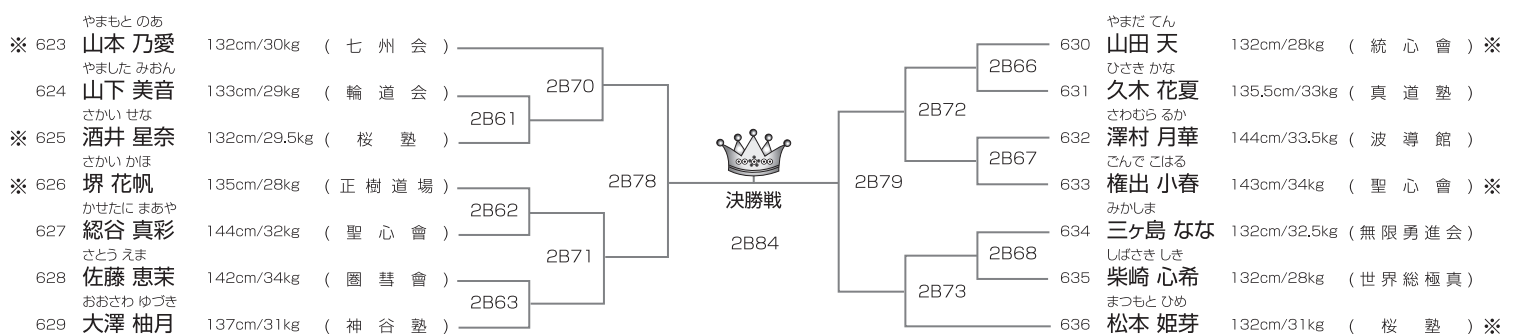 やまもと のあ
※ 623 山本 乃愛 132cm/30kg ( 七 州 会 )
やました みおん
624 山下 美音 133cm/29kg ( 輪 道 会 )
さかい せな
※ 625 酒井 星奈 132cm/29.5kg ( 桜 塾 )
さかい かほ
※ 626 堺 花帆 135cm/28kg ( 正 樹 道 場 )
かせたに まあや
627 綛谷 真彩 144cm/32kg ( 聖 心 會 )
さとう えま
628 佐藤 恵茉 142cm/34kg ( 圏 彗 會 )
おおさわ ゆづき
629 大澤 柚月 137cm/31kg ( 神 谷 塾 )
2B70
2B61
2B62
2B71
2B63
2B78
決勝戦
2B84
2B79
2B66
2B72
2B67
2B68
2B73
やまだ てん
630 山田 天 132cm/28kg ( 統 心 會 ) ※
ひさき かな
631 久木 花夏 135.5cm/33kg ( 真 道 塾 )
さわむら るか
632 澤村 月華 144cm/33.5kg ( 波 導 館 )
ごんで こはる
633 権出 小春 143cm/34kg ( 聖 心 會 ) ※
みかしま
634 三ヶ島 なな 132cm/32.5kg ( 無 限 勇 進 会 )
しばさき しき
635 柴崎 心希 132cm/28kg ( 世 界 総 極 真 )
まつもと ひめ
636 松本 姫芽 132cm/31kg ( 桜 塾 ) ※